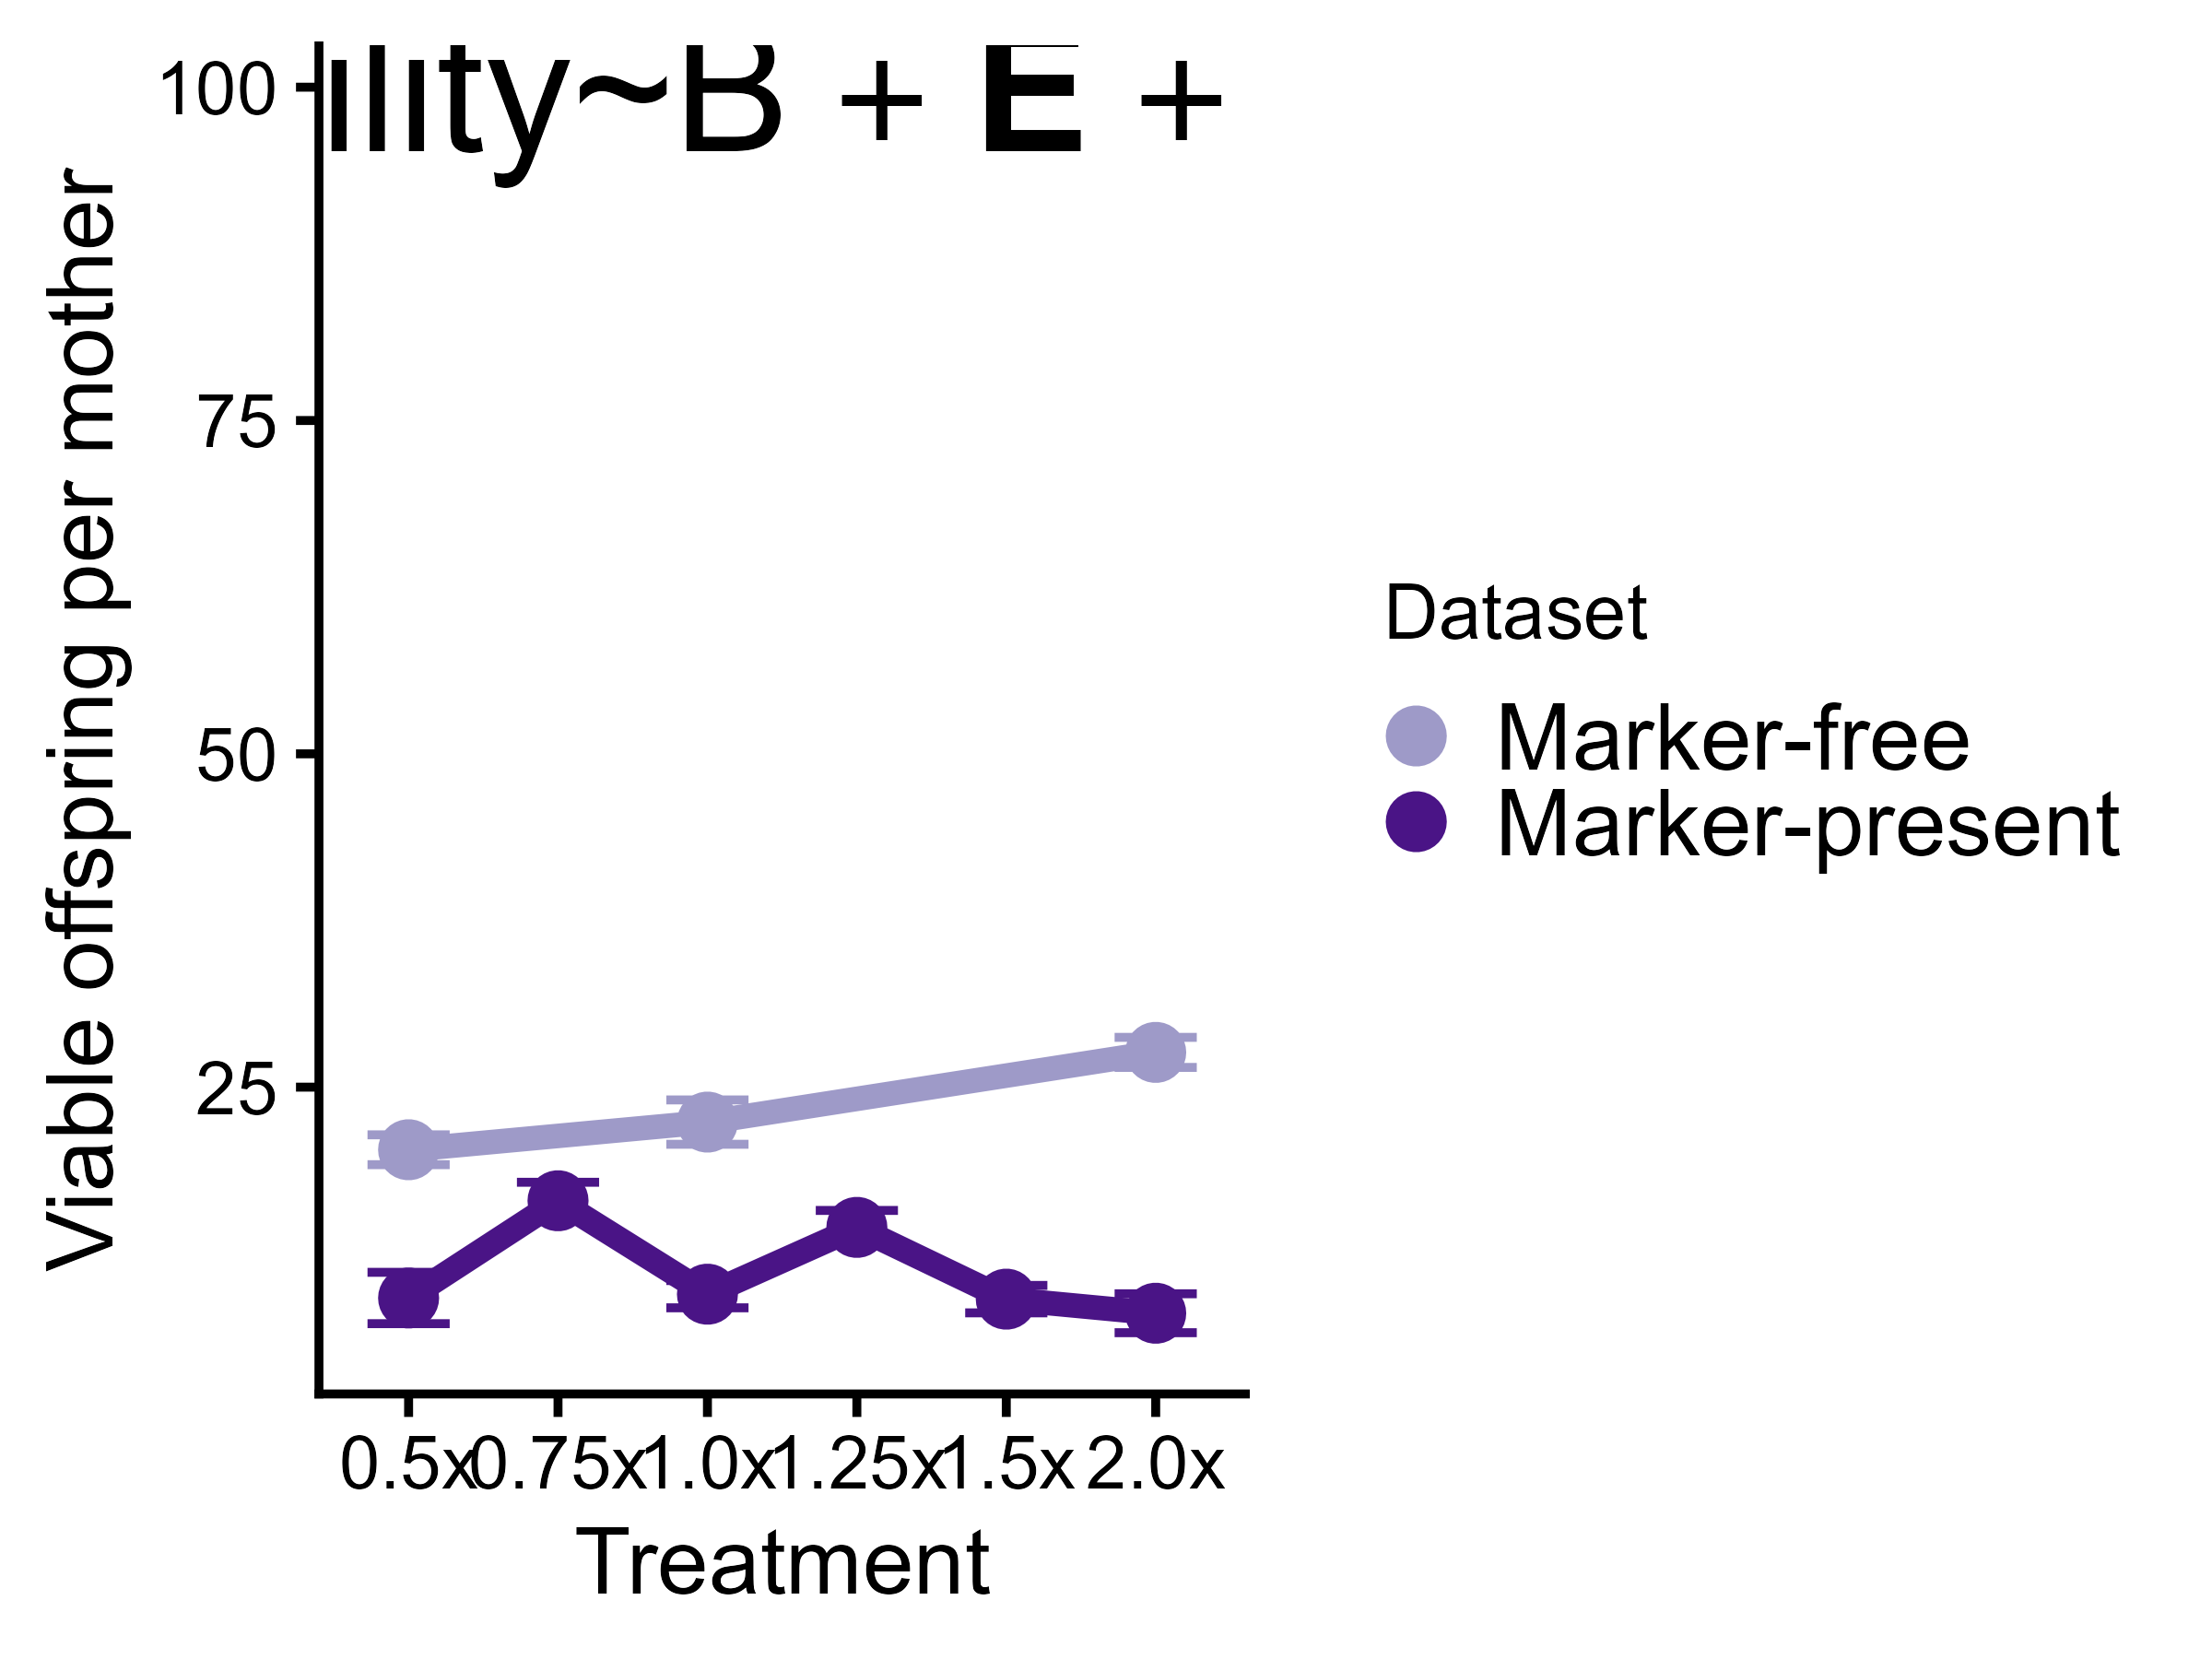 ility~B + E +
100
75
50
25
Viable offspring per mother
0.5x 0.75x 1.0x 1.25x 1.5x 2.0x
Treatment
Dataset
Marker-free
Marker-present